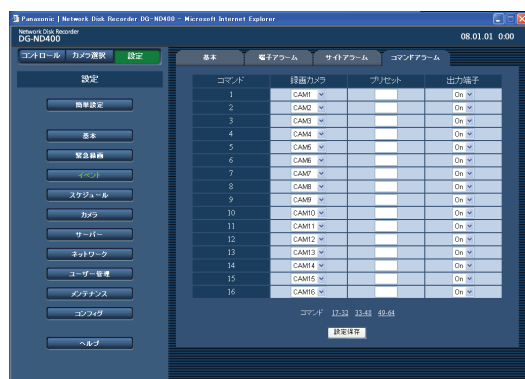 Panasonic | Network Disk Recorder DG-ND400 - Microsoft Internet Explorer
Network Disk Recorder
DG-ND400
08.01.01 0:00
コントロール カメラ選択 設定
基本 端子アラーム サイトアラーム コマンドアラーム
設定
簡単設定
基本
緊急録画
イベント
スケジュール
カメラ
サーバー
ネットワーク
ユーザー管理
メンテナンス
コンフィグ
ヘルプ
コマンド 録画カメラ プリセット 出力端子
1 CAM1 On
2 CAM2 On
3 CAM3 On
4 CAM4 On
5 CAM5 On
6 CAM6 On
7 CAM7 On
8 CAM8 On
9 CAM9 On
10 CAM10 On
11 CAM11 On
12 CAM12 On
13 CAM13 On
14 CAM14 On
15 CAM15 On
16 CAM16 On
コマンド 17-32 33-48 49-64
設定保存